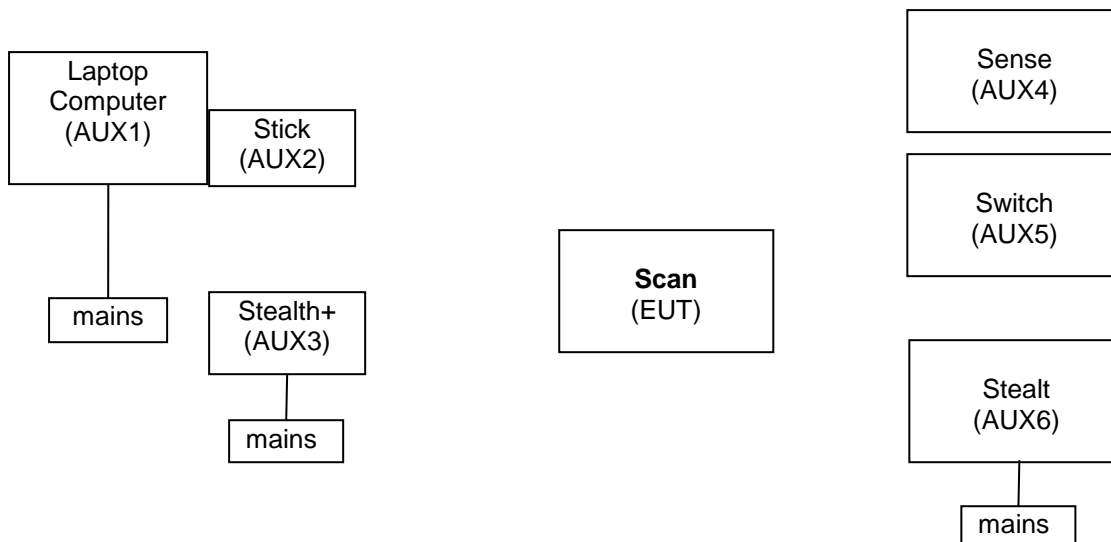 Laptop
Computer
(AUX1)
Stick
(AUX2)
mains
Stealth+
(AUX3)
mains
Scan
(EUT)
Sense
(AUX4)
Switch
(AUX5)
Stealt
(AUX6)
mains